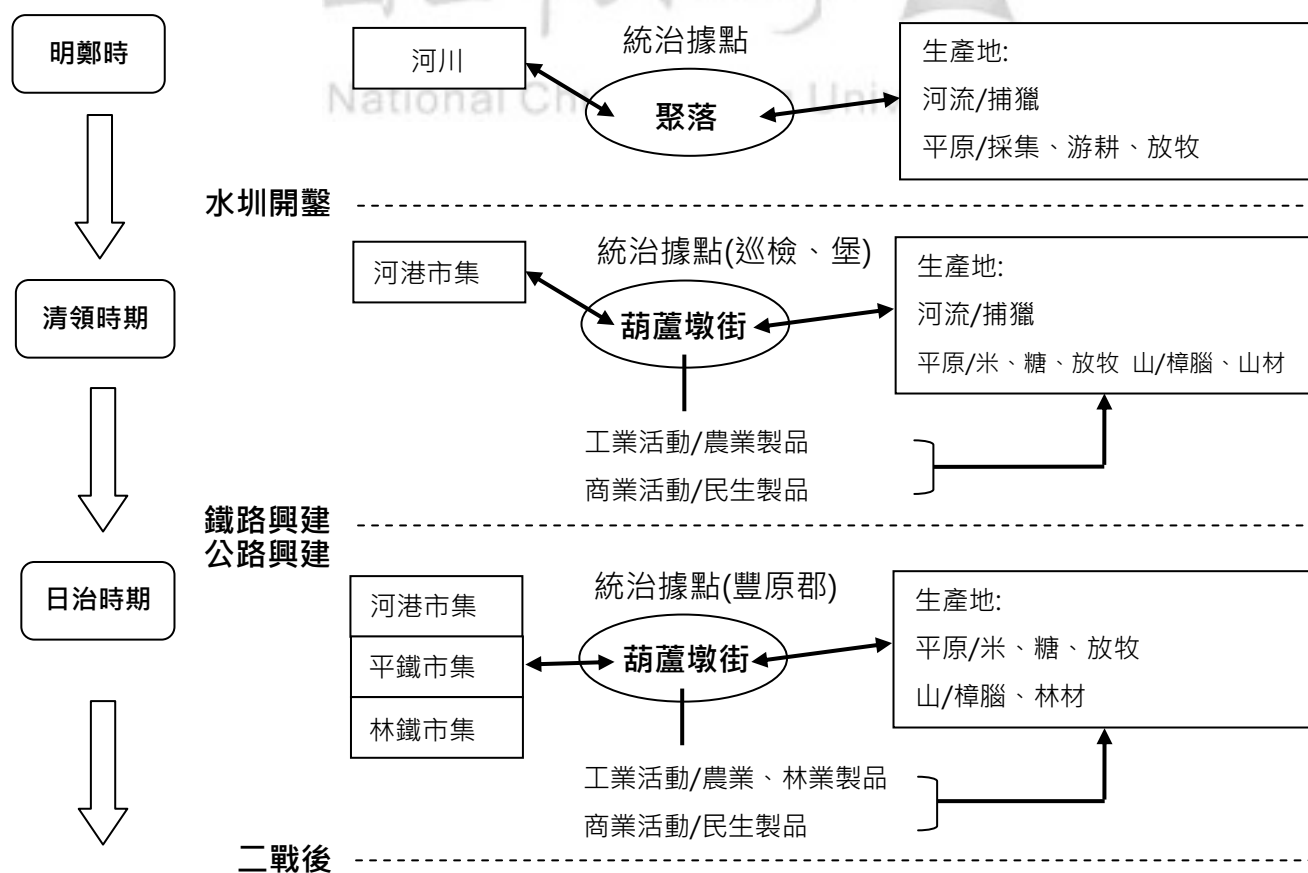 明鄭時
河川
統治據點
聚落
生產地:
河流/捕獵
平原/採集、游耕、放牧
水圳開鑿
清領時期
河港市集
統治據點(巡檢、堡)
葫蘆墩街
生產地:
河流/捕獵
平原/米、糖、放牧 山/樟腦、山材
工業活動/農業製品
商業活動/民生製品
鐵路興建
公路興建
日治時期
河港市集
平鐵市集
林鐵市集
統治據點(豐原郡)
葫蘆墩街
生產地:
平原/米、糖、放牧
山/樟腦、林材
工業活動/農業、林業製品
商業活動/民生製品
二戰後
National Ch
Uni